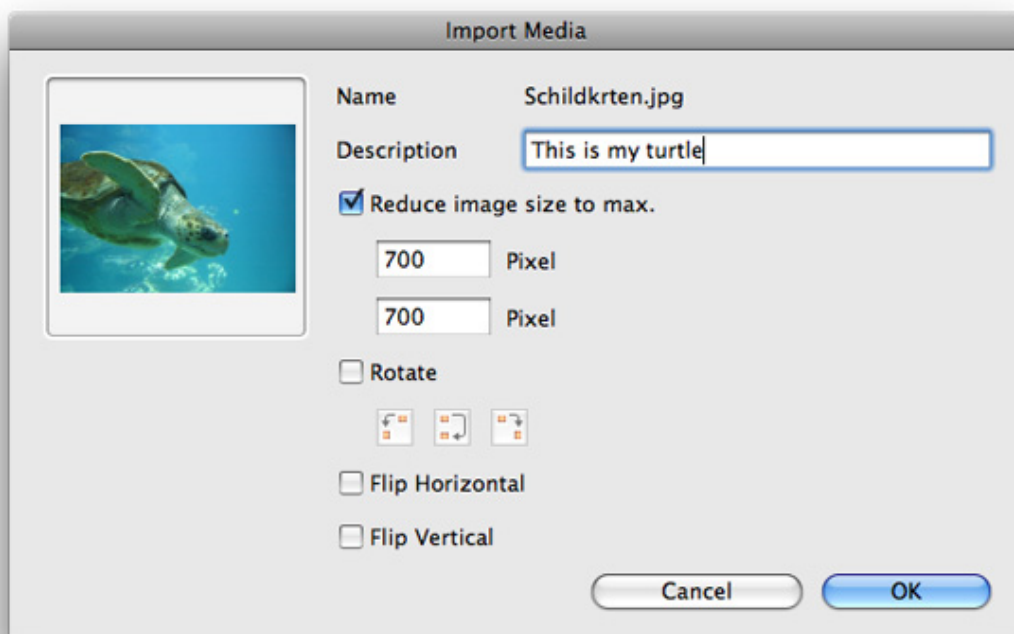 Import Media
Name Schildkrten.jpg
Description This is my turtle
Reduce image size to max.
700 Pixel
700 Pixel
Rotate
Flip Horizontal
Flip Vertical
Cancel OK